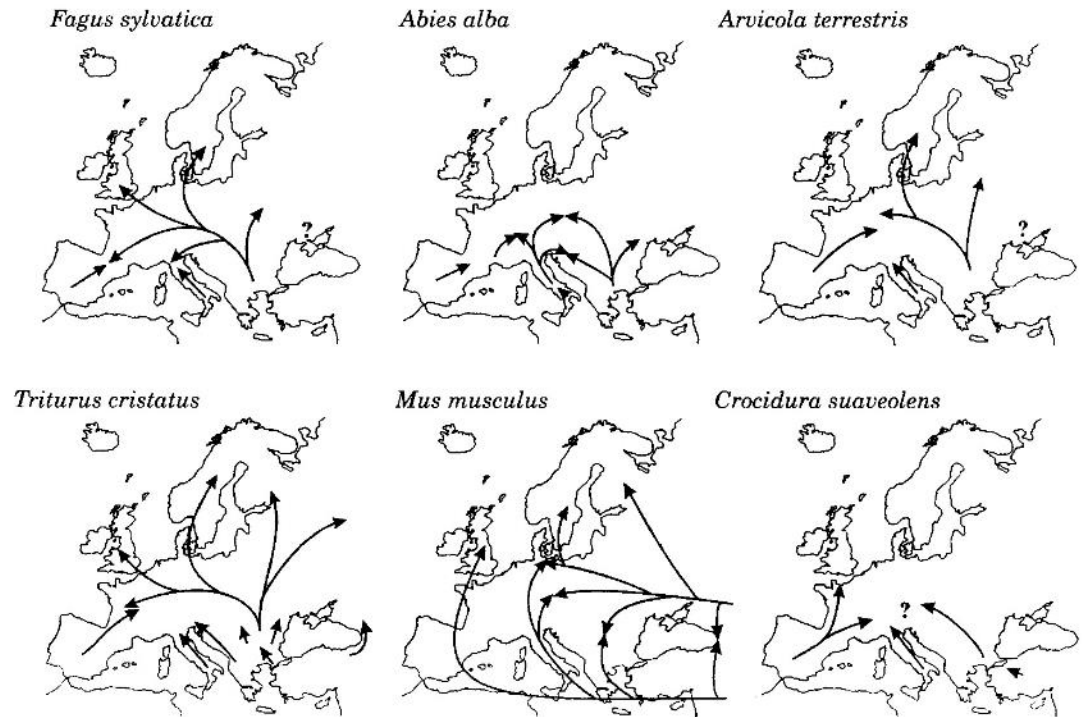 Fagus sylvatica
Abies alba
Arvicola terrestris
?
?
Triturus cristatus
Mus musculus
Crocidura suaveolens
?